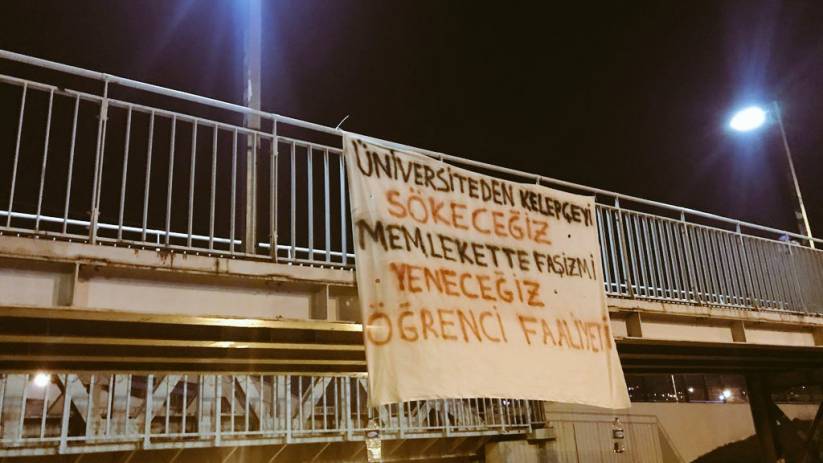 ÜNİVERSİTEDEN KELEPÇEYİ
SÖKECEĞİZ
MEMLEKETTE FAŞİZMİ
YENECEĞİZ
ÖĞRENCİ FAALİYETİ